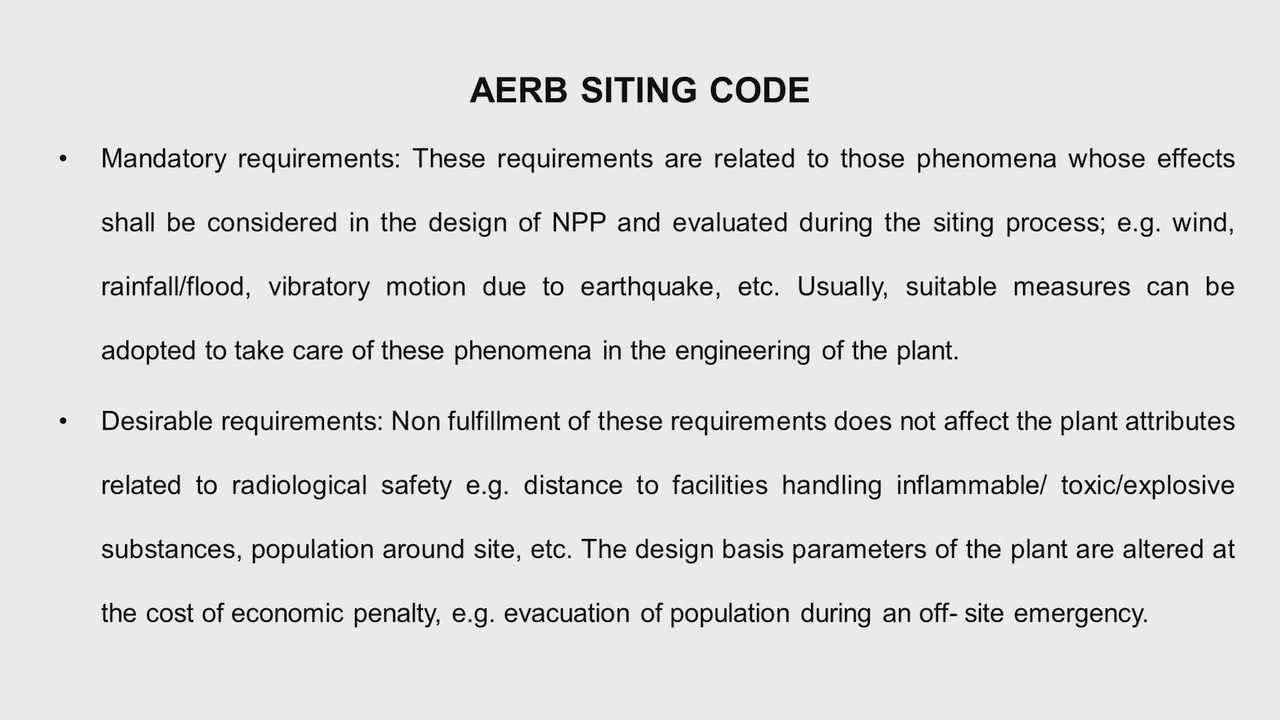 AERB SITING CODE
• Mandatory requirements: These requirements are related to those phenomena whose effects
shall be considered in the design of NPP and evaluated during the siting process; e.g. wind,
rainfall/flood, vibratory motion due to earthquake, etc. Usually, suitable measures can be
adopted to take care of these phenomena in the engineering of the plant.
• Desirable requirements: Non fulfillment of these requirements does not affect the plant attributes
related to radiological safety e.g. distance to facilities handling inflammable/ toxic/explosive
substances, population around site, etc. The design basis parameters of the plant are altered at
the cost of economic penalty, e.g. evacuation of population during an off- site emergency.